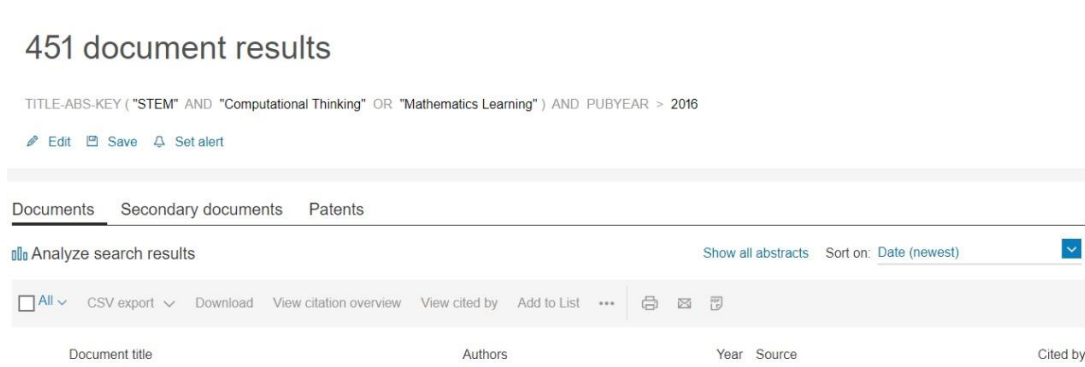 451 document results
TITLE-ABS-KEY ( "STEM" AND "Computational Thinking" OR "Mathematics Learning" ) AND PUBYEAR > 2016
Edit Save Set alert
Documents Secondary documents Patents
Analyze search results Show all abstracts Sort on: Date (newest)
All CSV export Download View citation overview View cited by Add to List •••
Document title Authors Year Source Cited by